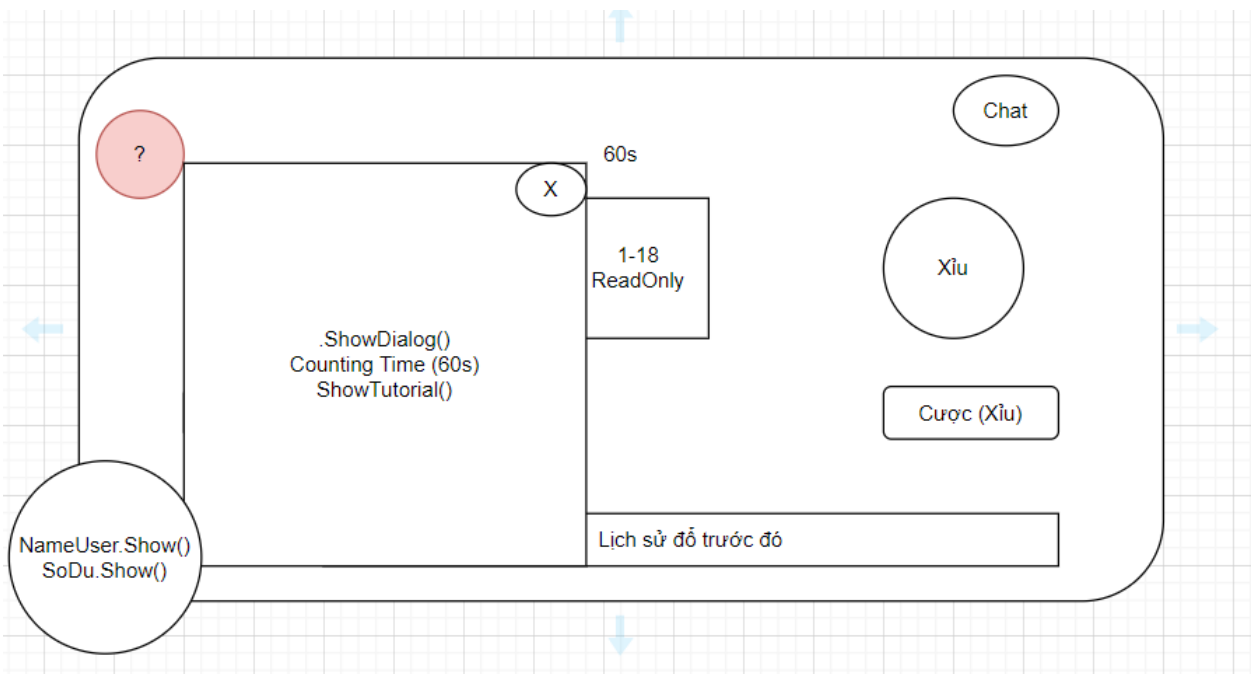 Chat
?
60s
X
1-18
ReadOnly
Xỉu
.ShowDialog()
Counting Time (60s)
ShowTutorial()
Cược (Xỉu)
Lịch sử đỗ trước đó
NameUser.Show()
SoDu.Show()